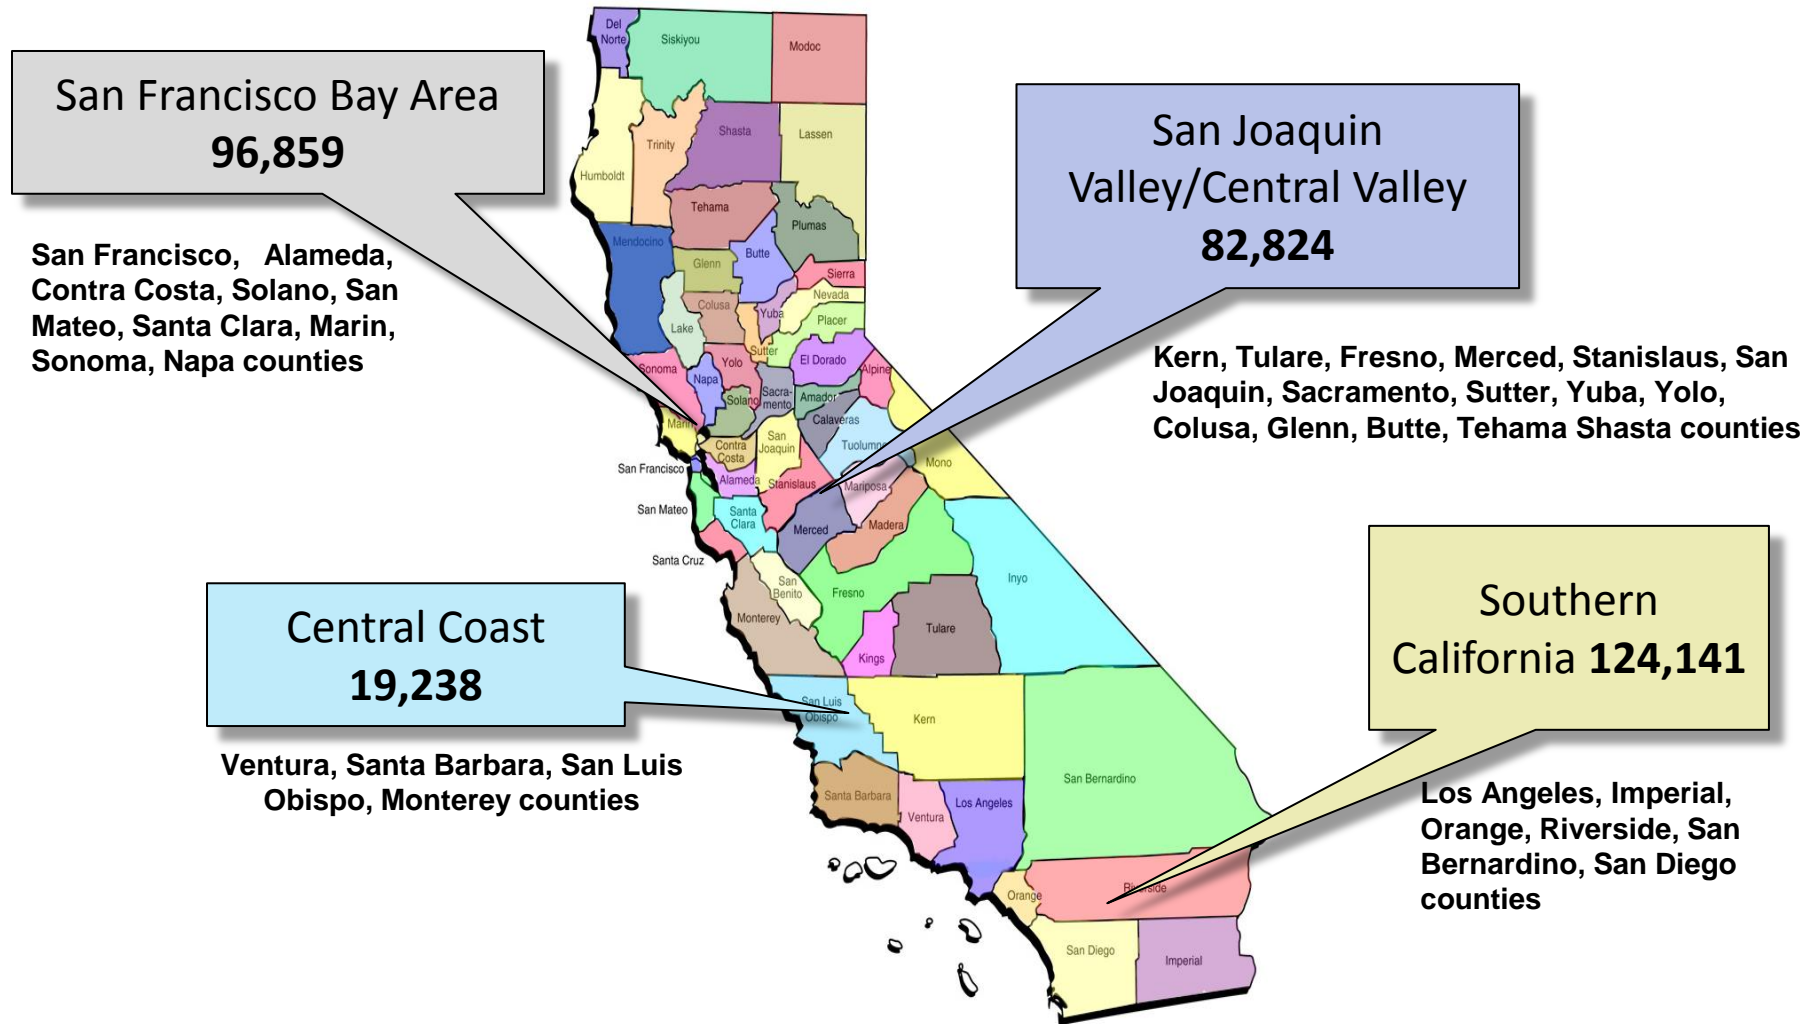 San Francisco Bay Area
96,859
San Francisco, Alameda,
Contra Costa, Solano, San
Mateo, Santa Clara, Marin,
Sonoma, Napa counties
San Joaquin
Valley/Central Valley
82,824
Kern, Tulare, Fresno, Merced, Stanislaus, San
Joaquin, Sacramento, Sutter, Yuba, Yolo,
Colusa, Glenn, Butte, Tehama Shasta counties
Central Coast
19,238
Ventura, Santa Barbara, San Luis
Obispo, Monterey counties
Southern
California 124,141
Los Angeles, Imperial,
Orange, Riverside, San
Bernardino, San Diego
counties
Del
Norte
Siskiyou
Modoc
Humboldt
Trinity
Shasta
Lassen
Tehama
Plumas
Mendocino
Glenn
Butte
Sierra
Nevada
Colusa
Yuba
Placer
Lake
Sutter
El Dorado
Yolo
Sonoma
Napa
Alpine
Solano
Sacra-
mento
Amador
Calaveras
Marin
San
Joaquin
Contra
Costa
Tuolumne
Mono
San Francisco
Alameda
Stanislaus
Mariposa
San Mateo
Santa
Clara
Merced
Madera
Santa Cruz
San
Benito
Fresno
Inyo
Monterey
Tulare
Kings
San Luis
Obispo
Kern
San Bernardino
Santa Barbara
Ventura
Los Angeles
Orange
Riverside
San Diego
Imperial